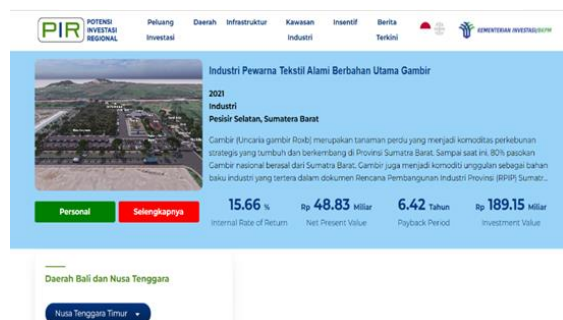 PIR POTENSI INVESTASI REGIONAL
Peluang Investasi
Daerah
Infrastruktur
Kawasan Industri
Insentif
Berita Terkini
KEMENTERIAN INVESTASI/BKPM
Industri Pewarna Tekstil Alami Berbahan Utama Gambir
2021
Industri
Pesisir Selatan, Sumatera Barat
Gambir (Uncaria gambir Roxb) merupakan tanaman perdu yang menjadi komoditas perkebunan
strategis yang tumbuh dan berkembang di Provinsi Sumatra Barat. Sampai saat ini, 80% pasokan
Gambir nasional berasal dari Sumatra Barat. Gambir juga menjadi komoditi unggulan sebagai bahan
baku industri yang tertera dalam dokumen Rencana Pembangunan Industri Provinsi (RPIP) Sumatr...
Personal
Selengkapnya
15.66 %
Internal Rate of Return
Rp 48.83 Miliar
Net Present Value
6.42 Tahun
Payback Period
Rp 189.15 Miliar
Investment Value
Daerah Bali dan Nusa Tenggara
Nusa Tenggara Timur